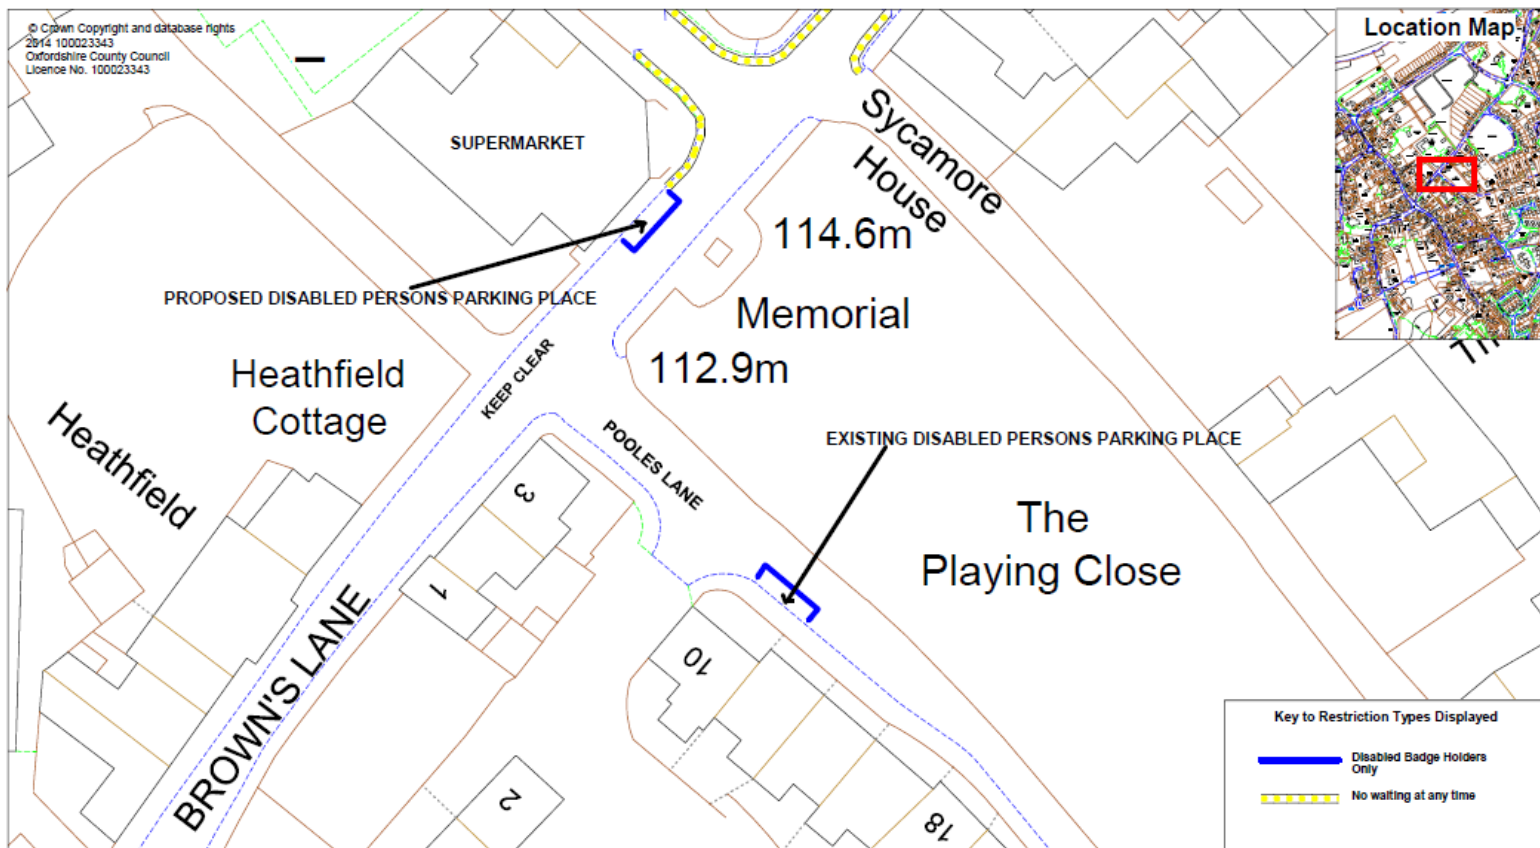 © Crown Copyright and database rights
2014 100023343
Oxfordshire County Council
Licence No. 100023343
Location Map
SUPERMARKET
Sycamore
House
114.6m
PROPOSED DISABLED PERSONS PARKING PLACE
Memorial
112.9m
KEEP CLEAR
Heathfield
Cottage
Heathfield
POOLES LANE
EXISTING DISABLED PERSONS PARKING PLACE
3
The
Playing Close
1
BROWN'S LANE
10
2
18
Key to Restriction Types Displayed
Disabled Badge Holders
Only
No waiting at any time